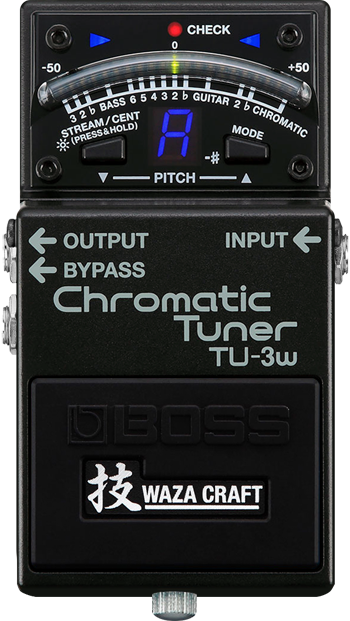 CHECK
0
-50 +50
3 2 ♭ BASS 6 5 4 3 2 ♭ GUITAR 2 ♭ CHROMATIC
STREAM / CENT
(PRESS & HOLD)
A
MODE
-♯
▼ PITCH ▲
← OUTPUT
INPUT ←
← BYPASS
Chromatic
Tuner
TU-3w
BOSS
技 WAZA CRAFT